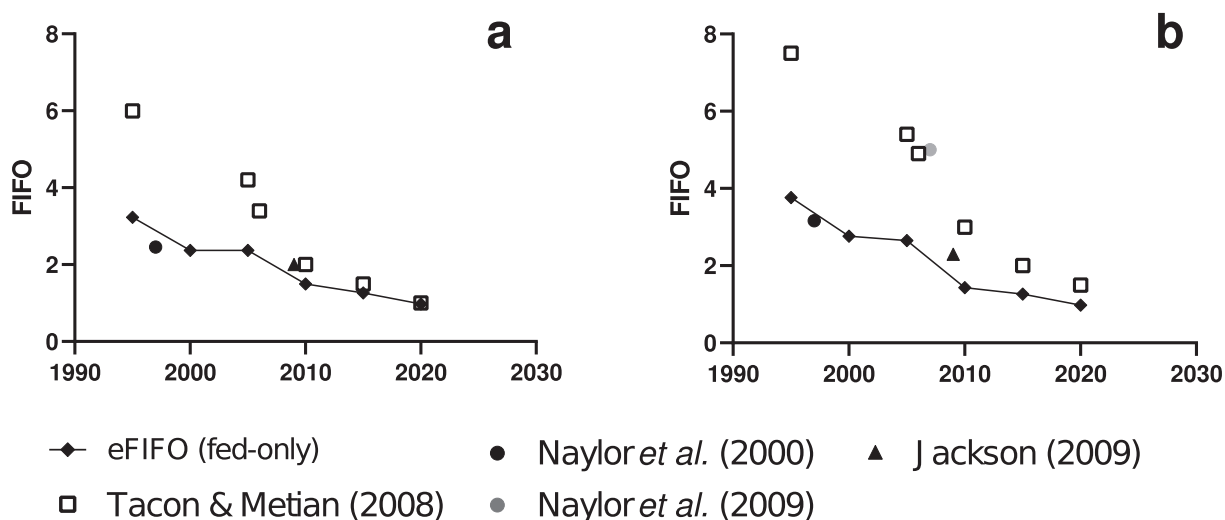 a
8
6
4
2
0
FIFO
1990 2000 2010 2020 2030
b
8
6
4
2
0
FIFO
1990 2000 2010 2020 2030
eFIFO (fed-only)
Naylor et al. (2000)
Jackson (2009)
Tacon & Metian (2008)
Naylor et al. (2009)